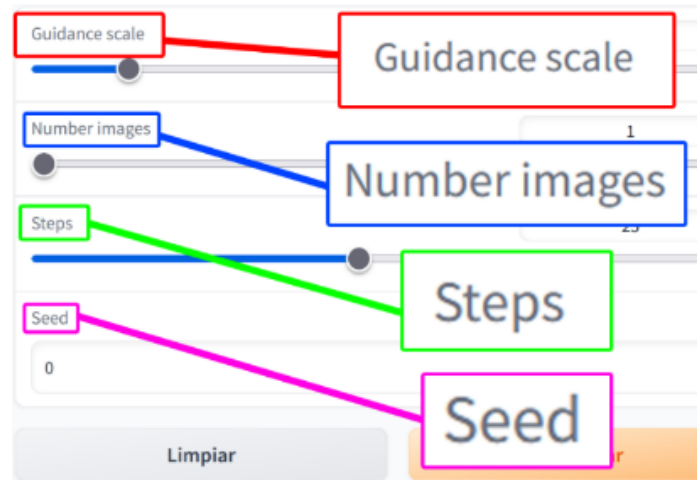 Guidance scale
Guidance scale
Number images
1
Number images
Steps
Steps
Seed
0
Seed
Limpiar